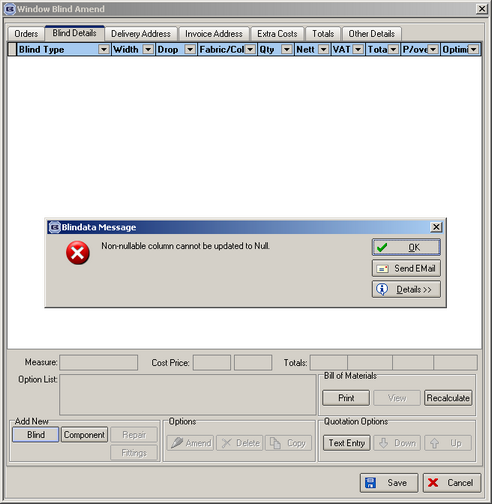 Window Blind Amend
Orders Blind Details Delivery Address Invoice Address Extra Costs Totals Other Details
Blind Type Width Drop Fabric/Col Qty Nett VAT Tota P/ove Optimi
Blindata Message
Non-nullable column cannot be updated to Null.
OK
Send EMail
Details >>
Measure: Cost Price: Totals:
Option List:
Bill of Materials
Print View Recalculate
Add New Options Quotation Options
Blind Component Repair Amend Delete Copy Text Entry Down Up
Fittings
Save Cancel